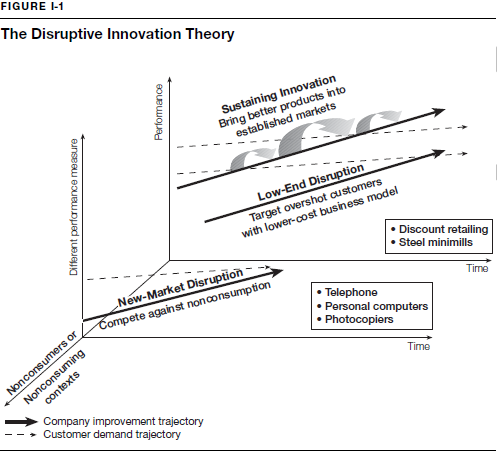 FIGURE I-1
The Disruptive Innovation Theory
Performance
Sustaining Innovation
Bring better products into
established markets
Different performance measure
Low-End Disruption
Target overshot customers
with lower-cost business model
• Discount retailing
• Steel minimills
Time
New-Market Disruption
Compete against nonconsumption
• Telephone
• Personal computers
• Photocopiers
Time
Nonconsumers or
Nonconsuming
contexts
Company improvement trajectory
Customer demand trajectory